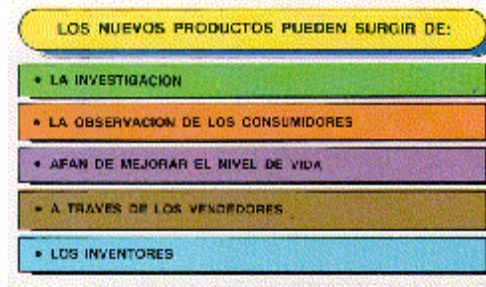 LOS NUEVOS PRODUCTOS PUEDEN SURGIR DE:
• LA INVESTIGACION
• LA OBSERVACION DE LOS CONSUMIDORES
• AFAN DE MEJORAR EL NIVEL DE VIDA
• A TRAVES DE LOS VENDEDORES
• LOS INVENTORES